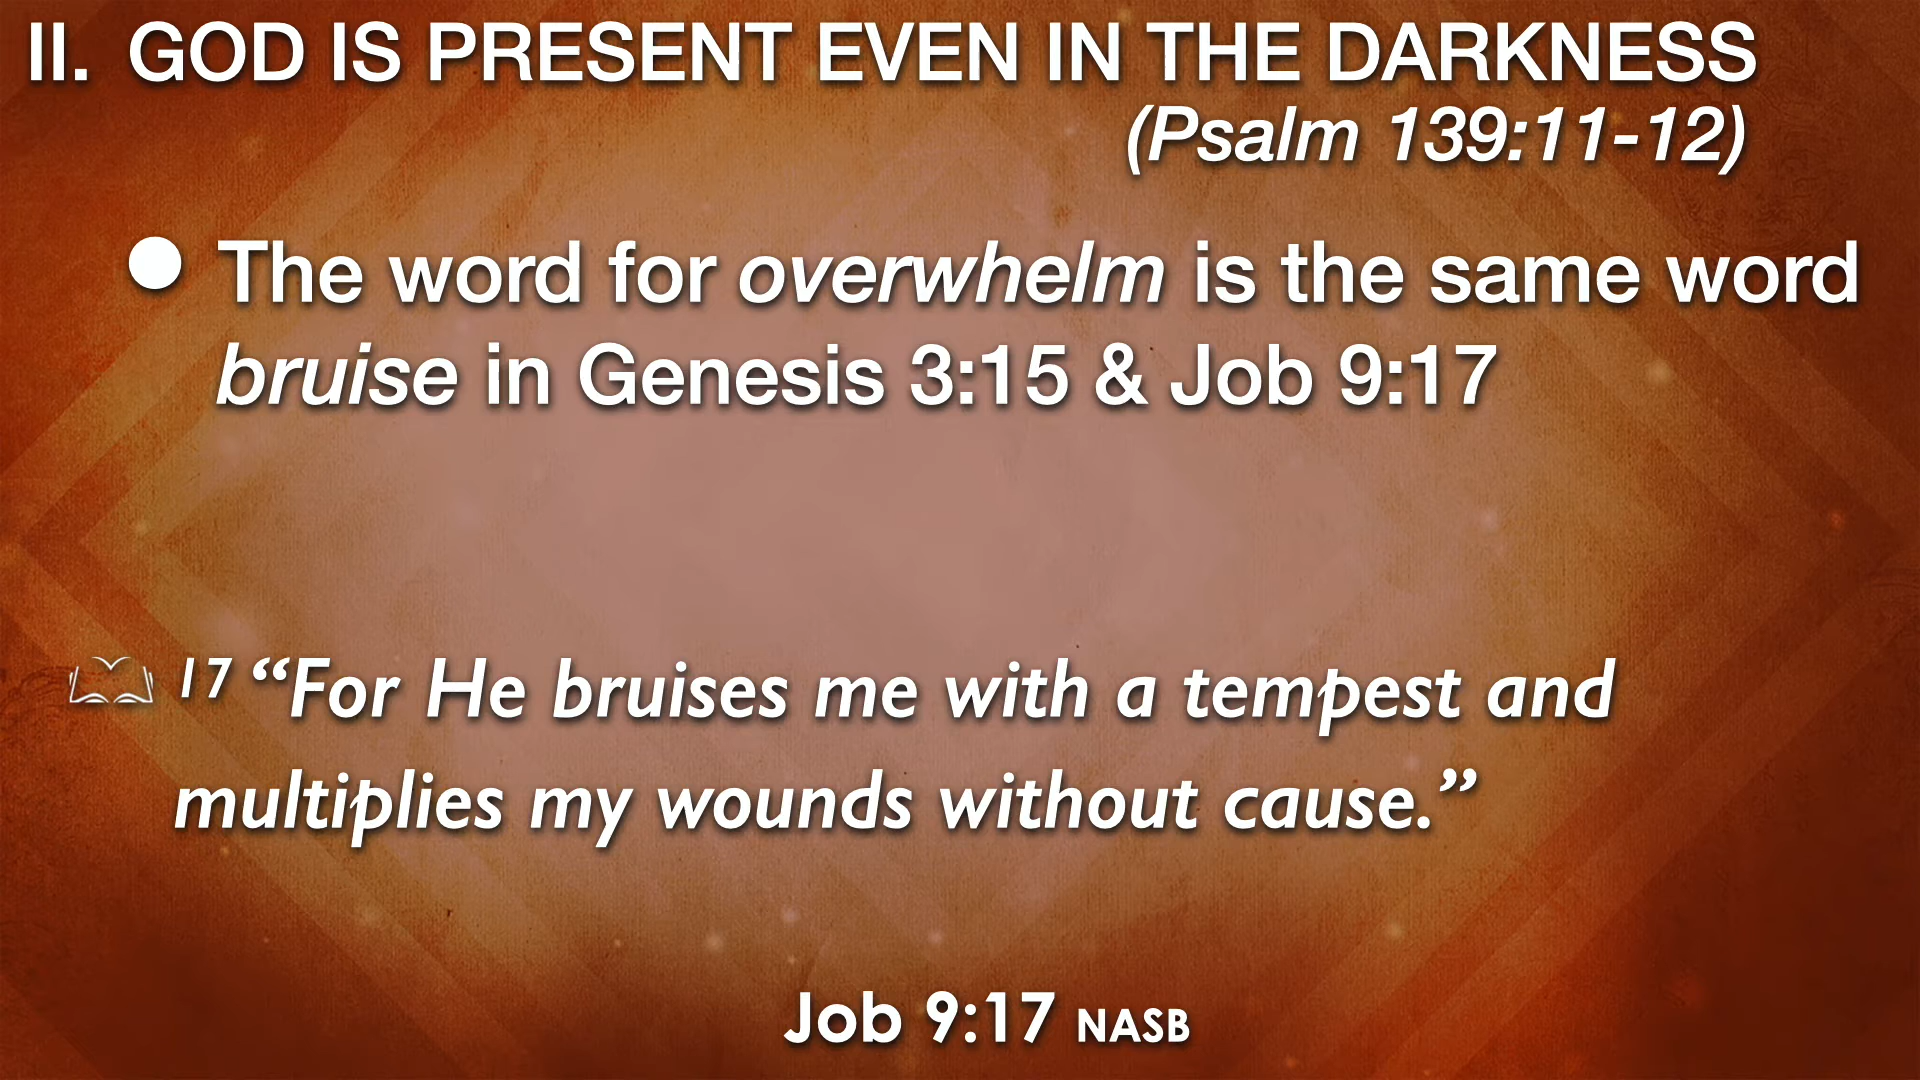 II. GOD IS PRESENT EVEN IN THE DARKNESS
(Psalm 139:11-12)
● The word for overwhelm is the same word
bruise in Genesis 3:15 & Job 9:17
17 “For He bruises me with a tempest and
multiplies my wounds without cause.”
Job 9:17 NASB